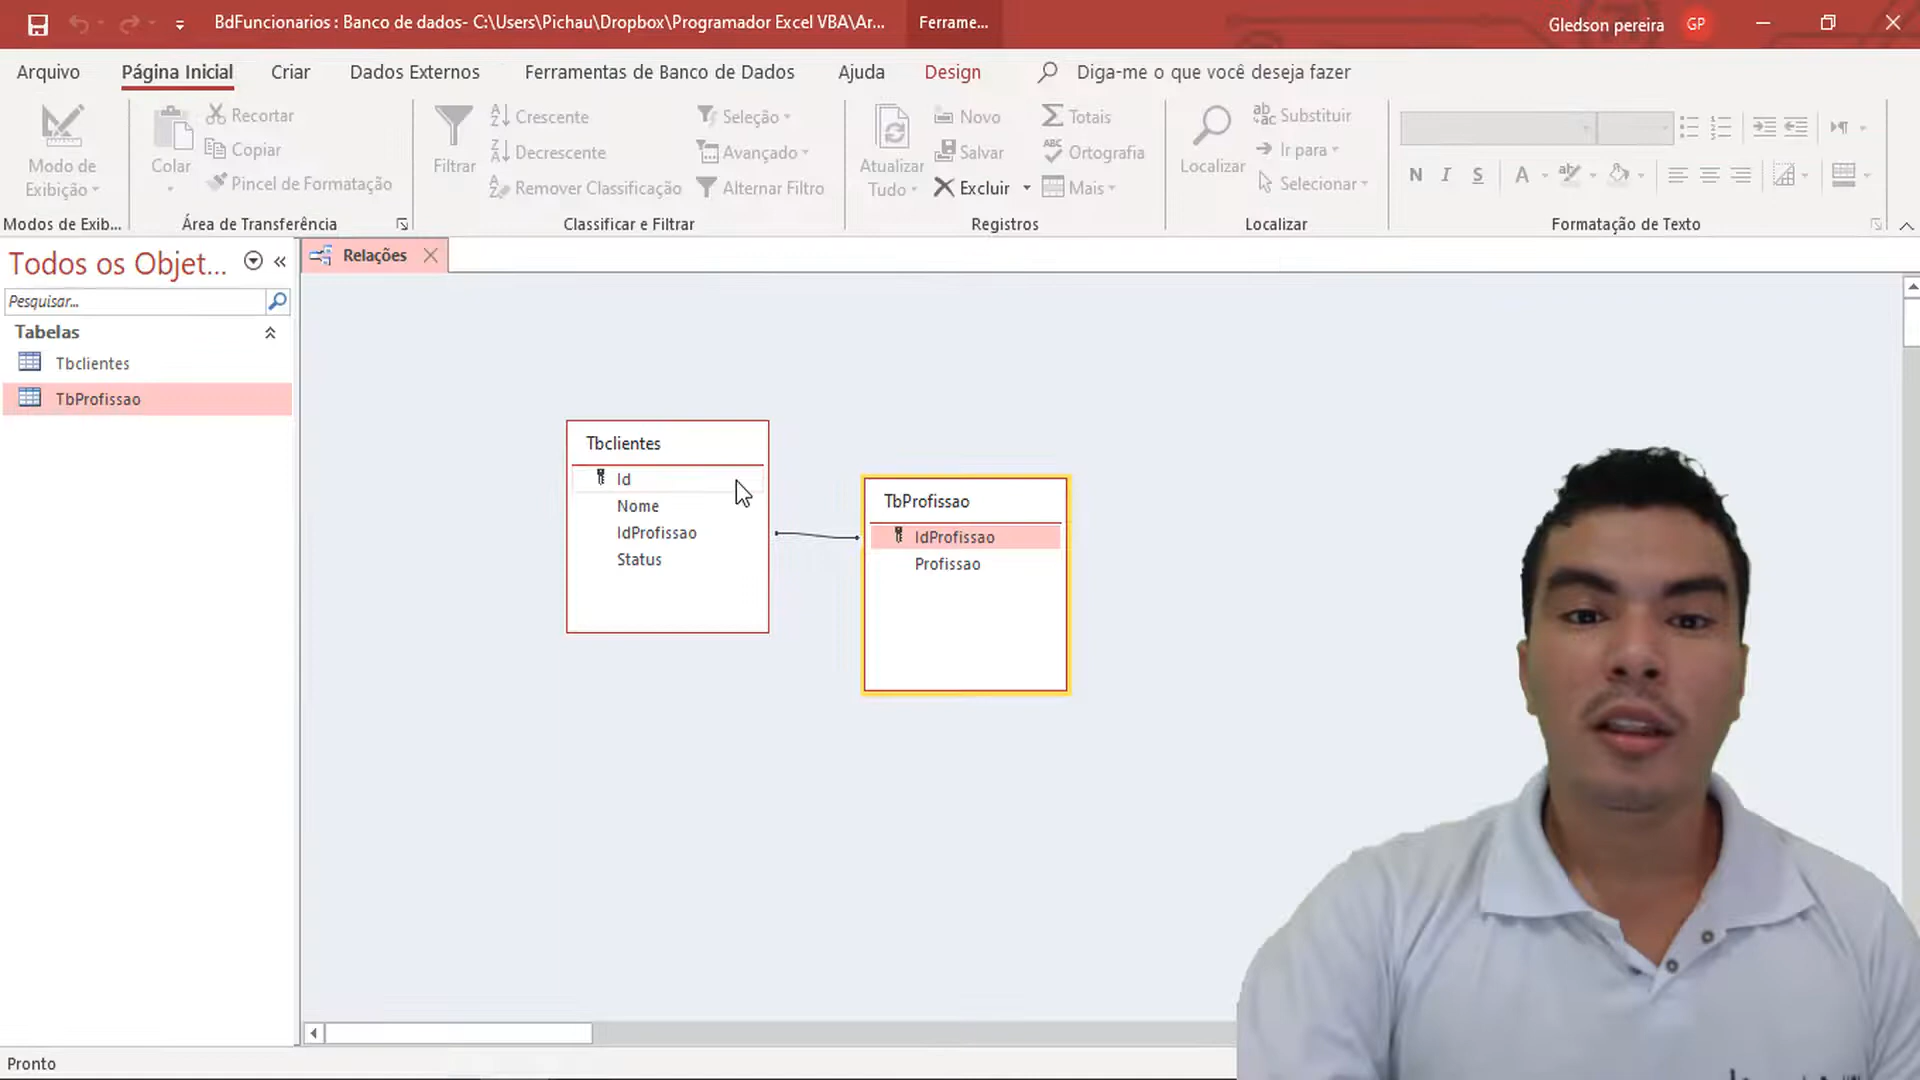 BdFuncionarios : Banco de dados- C:\Users\Pichau\Dropbox\Programador Excel VBA\Ar...
Ferrame...
Gledson pereira
GP
Arquivo
Página Inicial
Criar
Dados Externos
Ferramentas de Banco de Dados
Ajuda
Design
Diga-me o que você deseja fazer
Modo de
Exibição
Modos de Exib...
Colar
Recortar
Copiar
Pincel de Formatação
Área de Transferência
Filtrar
Crescente
Decrescente
Remover Classificação
Seleção
Avançado
Alternar Filtro
Classificar e Filtrar
Atualizar
Tudo
Novo
Salvar
Excluir
Totais
Ortografia
Mais
Registros
Localizar
Substituir
Ir para
Selecionar
Localizar
N I S A
Formatação de Texto
Todos os Objet...
Pesquisar...
Tabelas
Tbclientes
TbProfissao
Relações
Tbclientes
Id
Nome
IdProfissao
Status
TbProfissao
IdProfissao
Profissao
Pronto